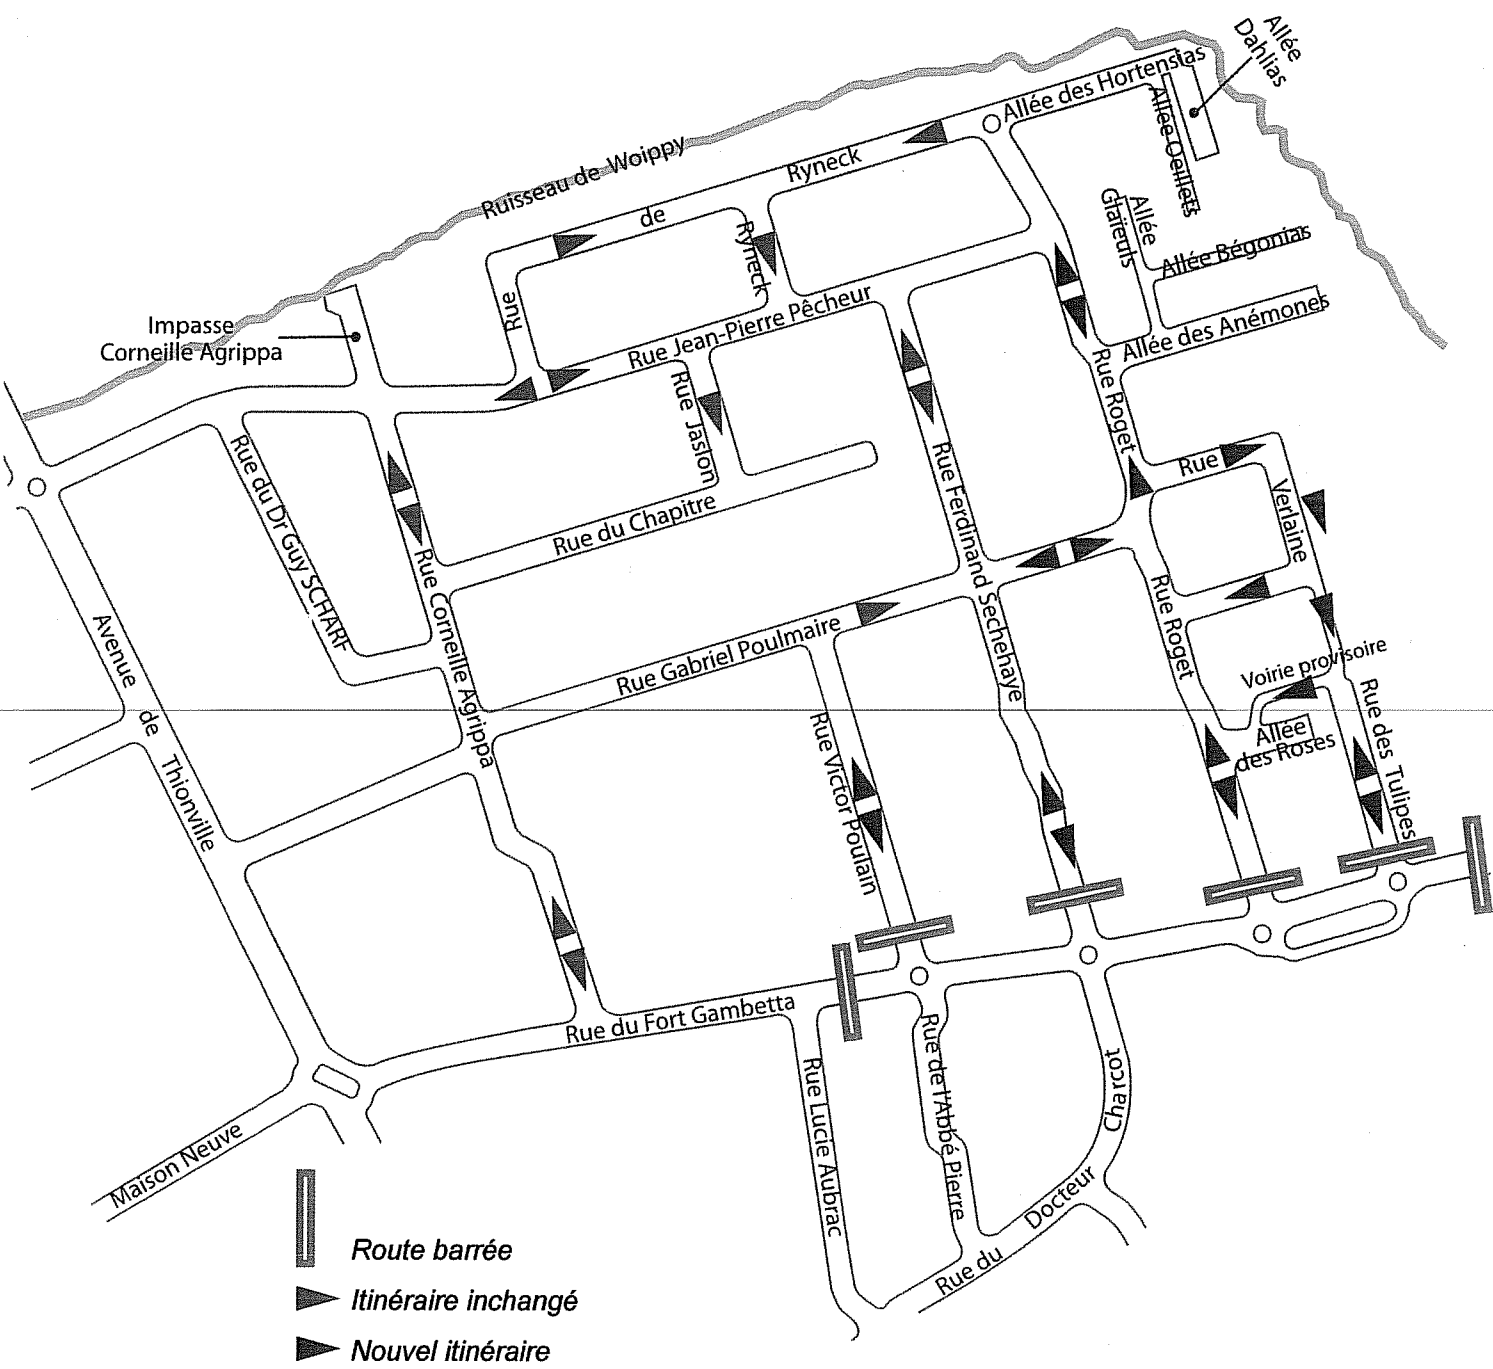 Allée
Dahlias
Allée des Hortensias
Allée Oeillets
Ruisseau de Woippy
Ryneck
de
Ryneck
Rue
Allée
Glaïeuls
Allée Bégonias
Allée des Anémones
Impasse
Corneille Agrippa
Rue Jean-Pierre Pêcheur
Rue Jaslon
Rue Roget
Rue
Verlaine
Rue du Dr Guy SCHARF
Rue du Chapitre
Rue Ferdinand Sechehaye
Rue Corneille Agrippa
Rue Gabriel Poulmaire
Rue Roget
Avenue
de
Thionville
Voirie provisoire
Allée
des Roses
Rue des Tulipes
Rue Victor Poulain
Rue du Fort Gambetta
Rue Lucie Aubrac
Rue de l'Abbé Pierre
Charcot
Docteur
Rue du
Maison Neuve
Route barrée
Itinéraire inchangé
Nouvel itinéraire